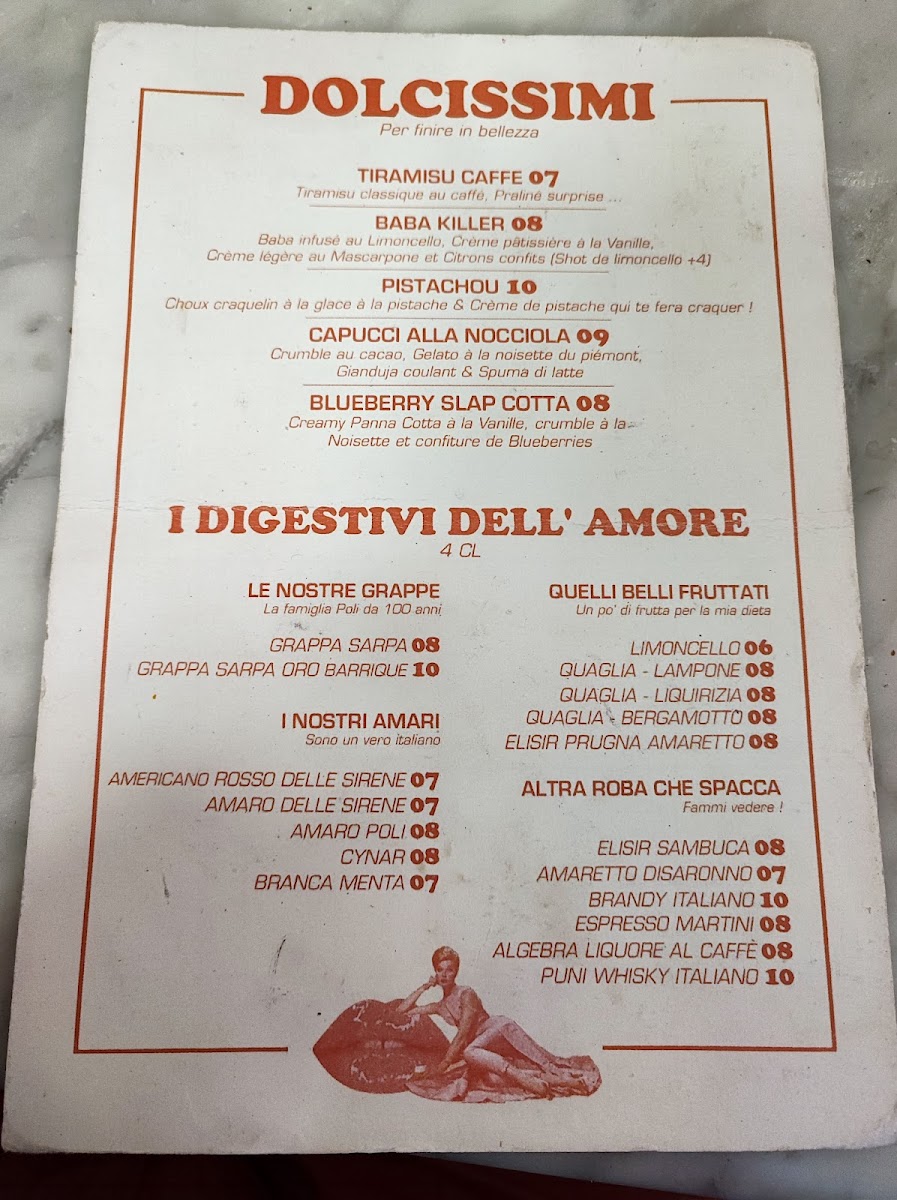 DOLCISSIMI
Per finire in bellezza
TIRAMISU CAFFE 07
Tiramisu classique au caffé, Praliné surprise ...
BABA KILLER 08
Baba infusé au Limoncello, Crème pâtissière à la Vanille,
Crème légère au Mascarpone et Citrons confits (Shot de limoncello +4)
PISTACHOU 10
Choux craquelin à la glace à la pistache & Crème de pistache qui te fera craquer !
CAPUCCI ALLA NOCCIOLA 09
Crumble au cacao, Gelato à la noisette du piémont,
Gianduja coulant & Spuma di latte
BLUEBERRY SLAP COTTA 08
Creamy Panna Cotta à la Vanille, crumble à la
Noisette et confiture de Blueberries
I DIGESTIVI DELL' AMORE
4 CL
LE NOSTRE GRAPPE
La famiglia Poli da 100 anni
GRAPPA SARPA 08
GRAPPA SARPA ORO BARRIQUE 10
I NOSTRI AMARI
Sono un vero italiano
AMERICANO ROSSO DELLE SIRENE 07
AMARO DELLE SIRENE 07
AMARO POLI 08
CYNAR 08
BRANCA MENTA 07
QUELLI BELLI FRUTTATI
Un po' di frutta per la mia dieta
LIMONCELLO 06
QUAGLIA - LAMPONE 08
QUAGLIA - LIQUIRIZIA 08
QUAGLIA - BERGAMOTTO 08
ELISIR PRUGNA AMARETTO 08
ALTRA ROBA CHE SPACCA
Fammi vedere !
ELISIR SAMBUCA 08
AMARETTO DISARONNO 07
BRANDY ITALIANO 10
ESPRESSO MARTINI 08
ALGEBRA LIQUORE AL CAFFÈ 08
PUNI WHISKY ITALIANO 10